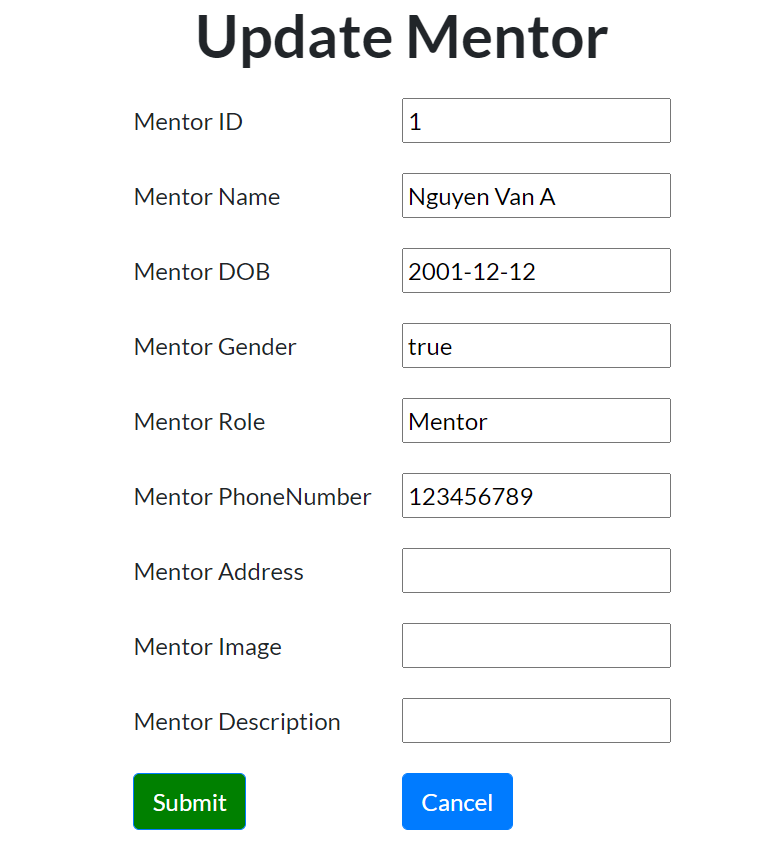 Update Mentor
Mentor ID 1
Mentor Name Nguyen Van A
Mentor DOB 2001-12-12
Mentor Gender true
Mentor Role Mentor
Mentor PhoneNumber 123456789
Mentor Address
Mentor Image
Mentor Description
Submit Cancel